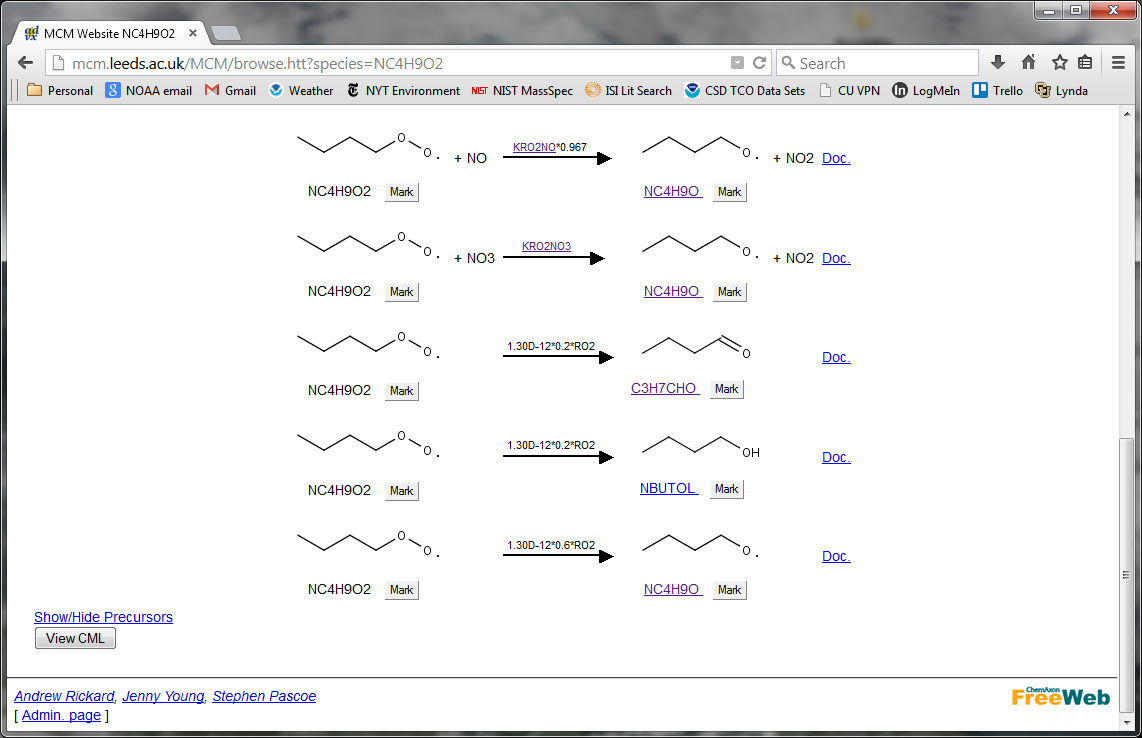 MCM Website NC4H9O2 ×
mcm.leeds.ac.uk/MCM/browse.htt?species=NC4H9O2 Search
Personal NOAA email Gmail Weather NYT Environment NIST NIST MassSpec ISI Lit Search CSD TCO Data Sets CU VPN LogMeIn Trello Lynda
O O . + NO KRO2NO*0.967 O . + NO2 Doc.
NC4H9O2 Mark NC4H9O Mark
O O . + NO3 KRO2NO3 O . + NO2 Doc.
NC4H9O2 Mark NC4H9O Mark
O O . 1.30D-12*0.2*RO2 O Doc.
NC4H9O2 Mark C3H7CHO Mark
O O . 1.30D-12*0.2*RO2 OH Doc.
NC4H9O2 Mark NBUTOL Mark
O O . 1.30D-12*0.6*RO2 O . Doc.
NC4H9O2 Mark NC4H9O Mark
Show/Hide Precursors
View CML
Andrew Rickard, Jenny Young, Stephen Pascoe
[ Admin. page ]
ChemAxon
FreeWeb